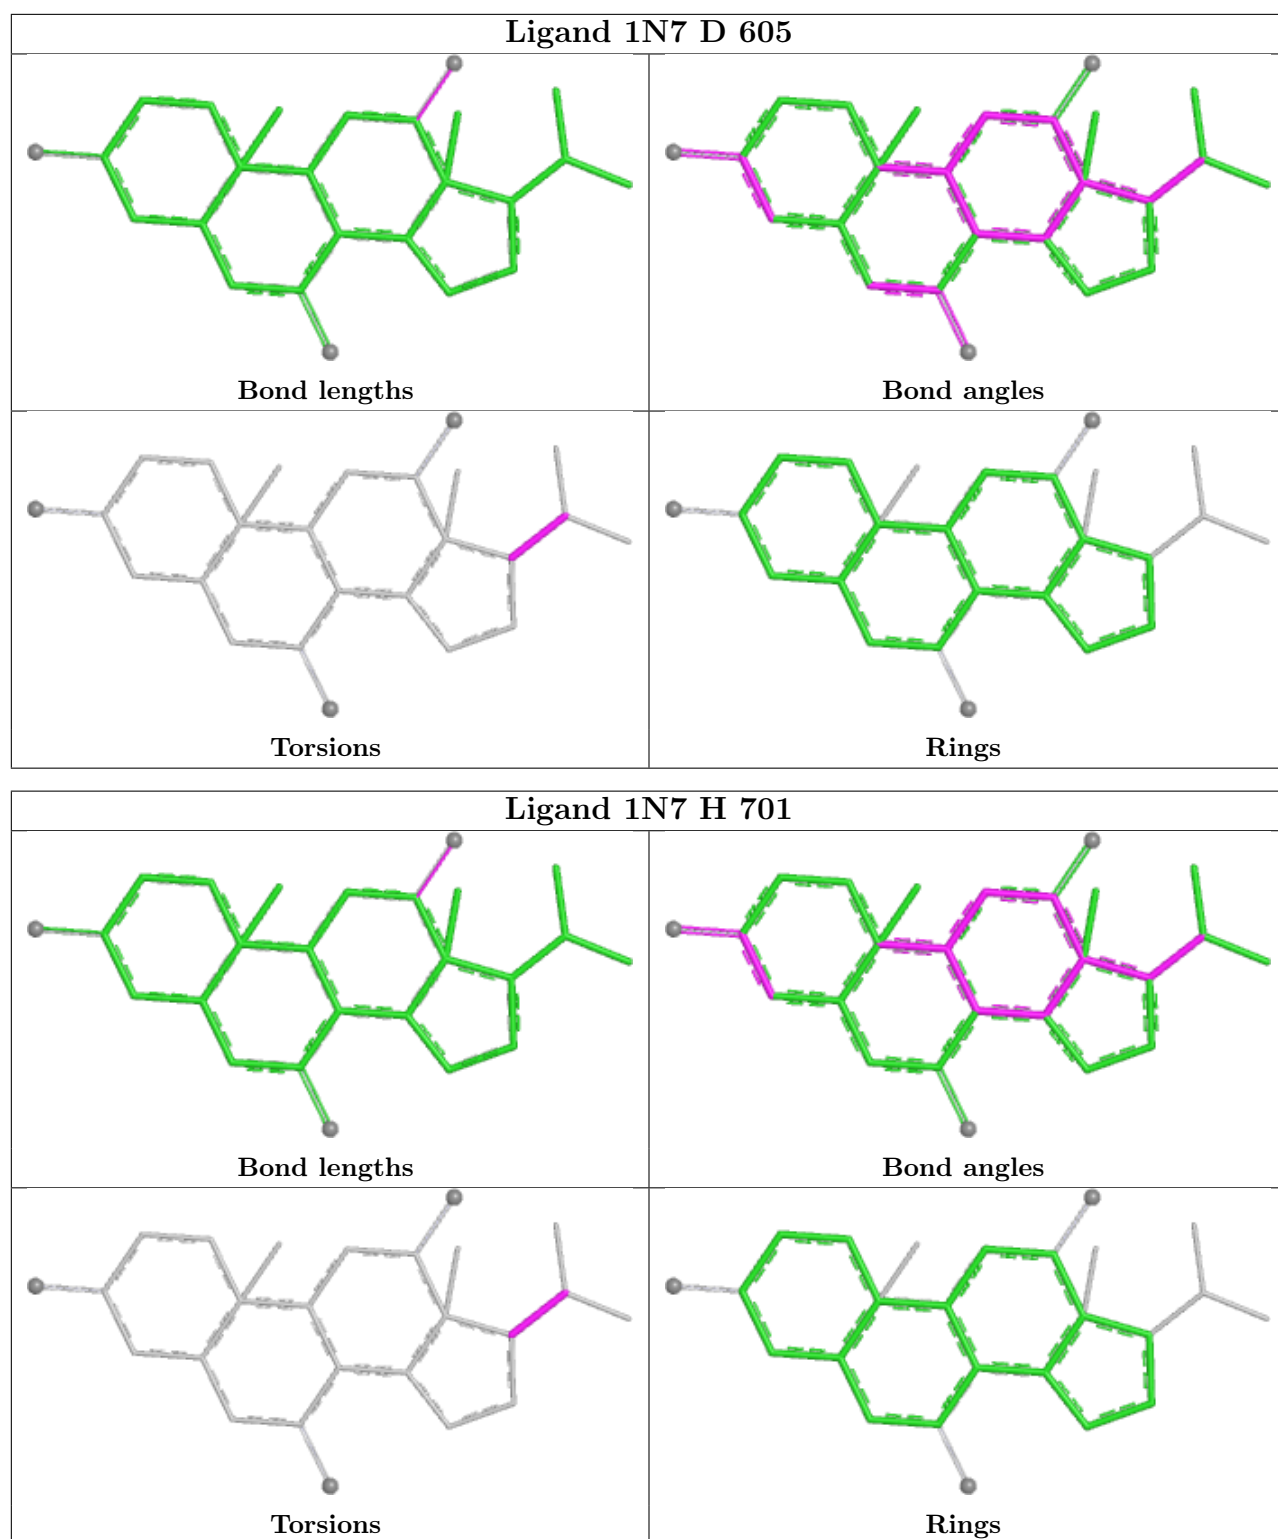 Ligand 1N7 D 605
Bond lengths
Bond angles
Torsions
Rings
Ligand 1N7 H 701
Bond lengths
Bond angles
Torsions
Rings